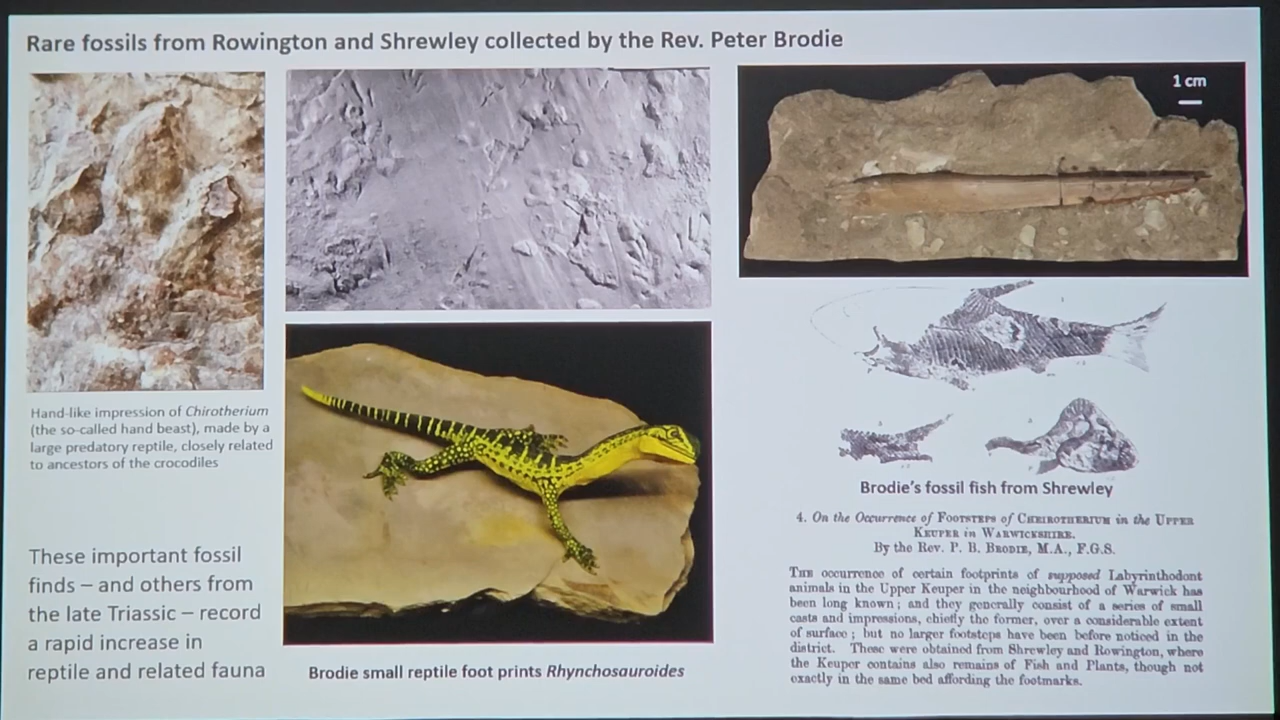 Rare fossils from Rowington and Shrewley collected by the Rev. Peter Brodie
1 cm
Hand-like impression of Chirotherium
(the so-called hand beast), made by a
large predatory reptile, closely related
to ancestors of the crocodiles
These important fossil
finds – and others from
the late Triassic – record
a rapid increase in
reptile and related fauna
Brodie small reptile foot prints Rhynchosauroides
Brodie's fossil fish from Shrewley
4. On the Occurrence of Footsteps of Cheirotherium in the Upper
Keuper in Warwickshire.
By the Rev. P. B. Brodie, M.A., F.G.S.
The occurrence of certain footprints of supposed Labyrinthodont
animals in the Upper Keuper in the neighbourhood of Warwick has
been long known; and they generally consist of a series of small
casts and impressions, chiefly the former, over a considerable extent
of surface; but no larger footsteps have been before noticed in the
district. These were obtained from Shrewley and Rowington, where
the Keuper contains also remains of Fish and Plants, though not
exactly in the same bed affording the footmarks.